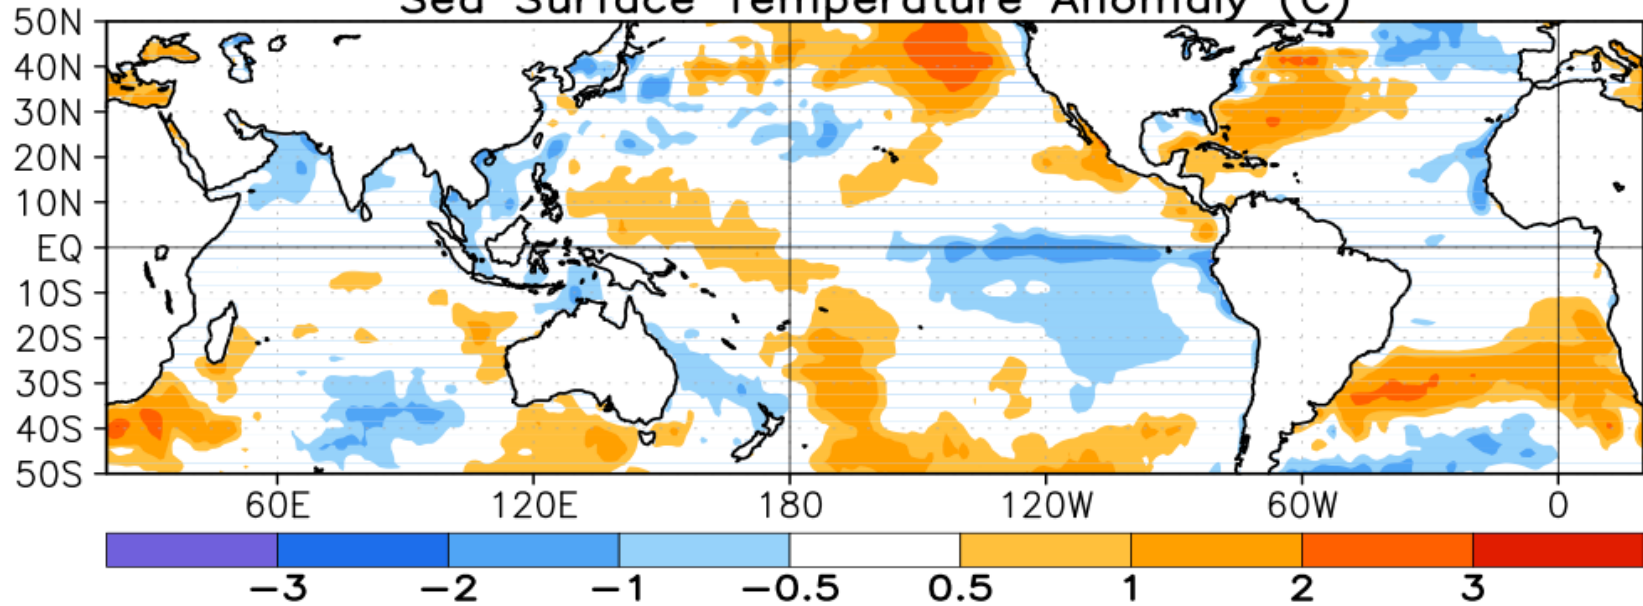 Sea Surface Temperature Anomaly (C)
50N
40N
30N
20N
10N
EQ
10S
20S
30S
40S
50S
60E 120E 180 120W 60W 0
−3 −2 −1 −0.5 0.5 1 2 3